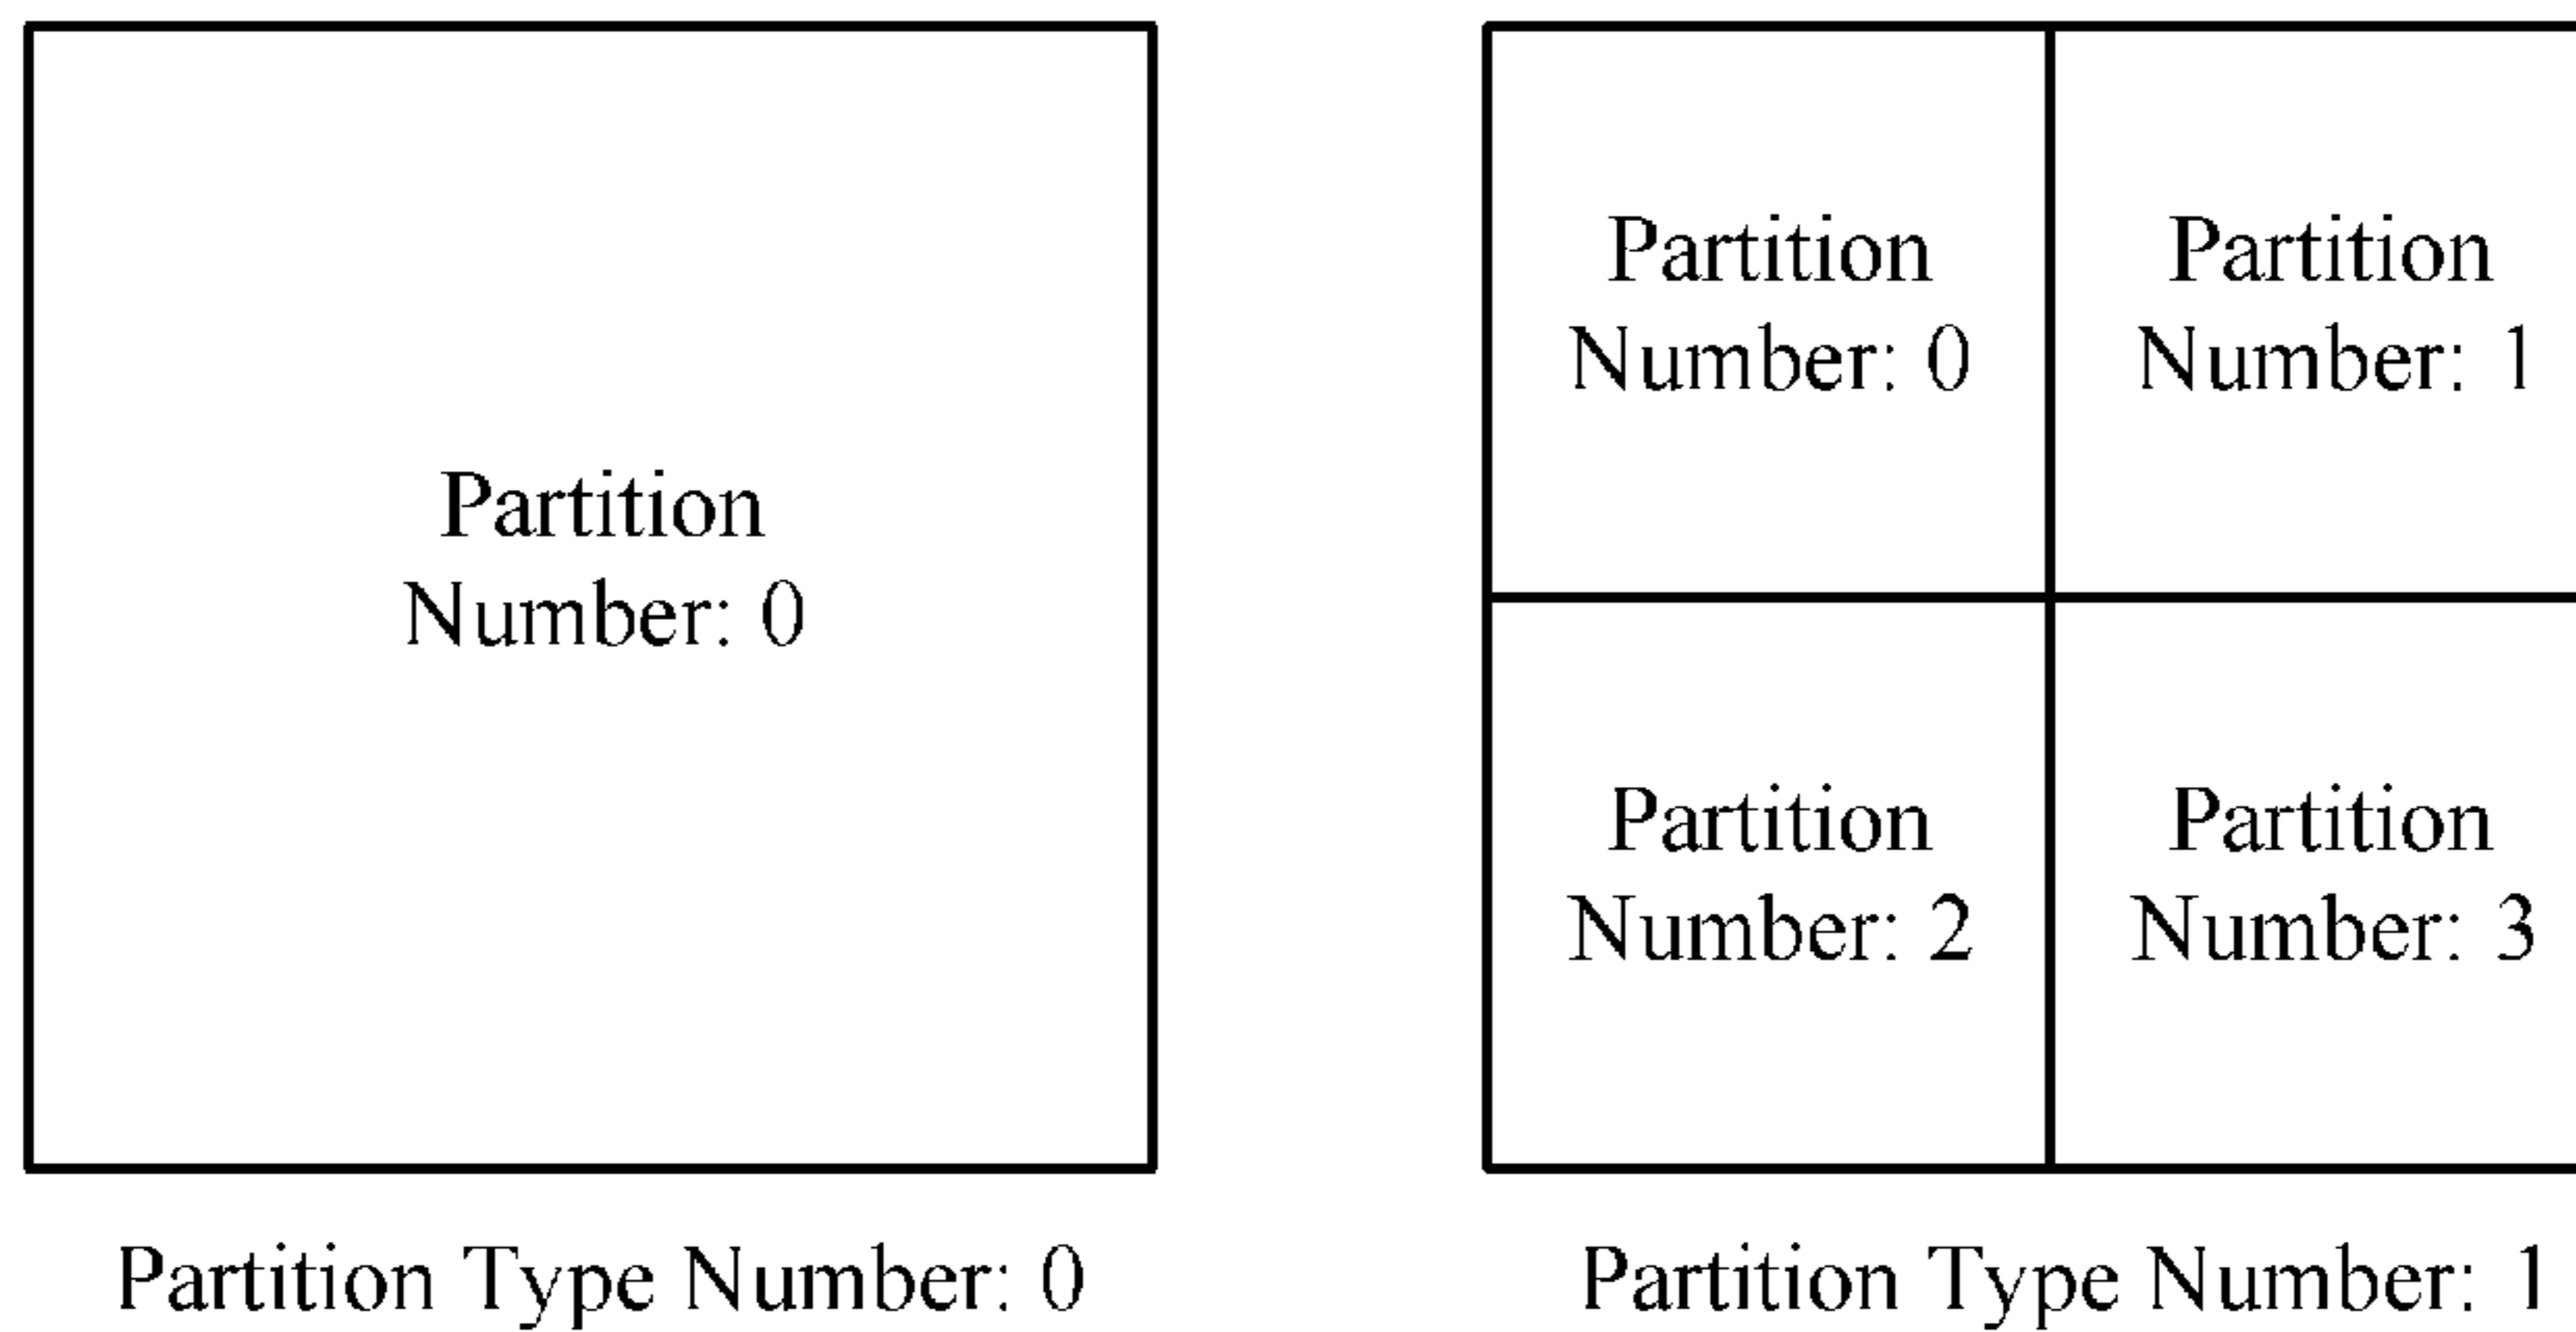 Partition
Number: 0
Partition Type Number: 0
Partition
Number: 0
Partition
Number: 1
Partition
Number: 2
Partition
Number: 3
Partition Type Number: 1